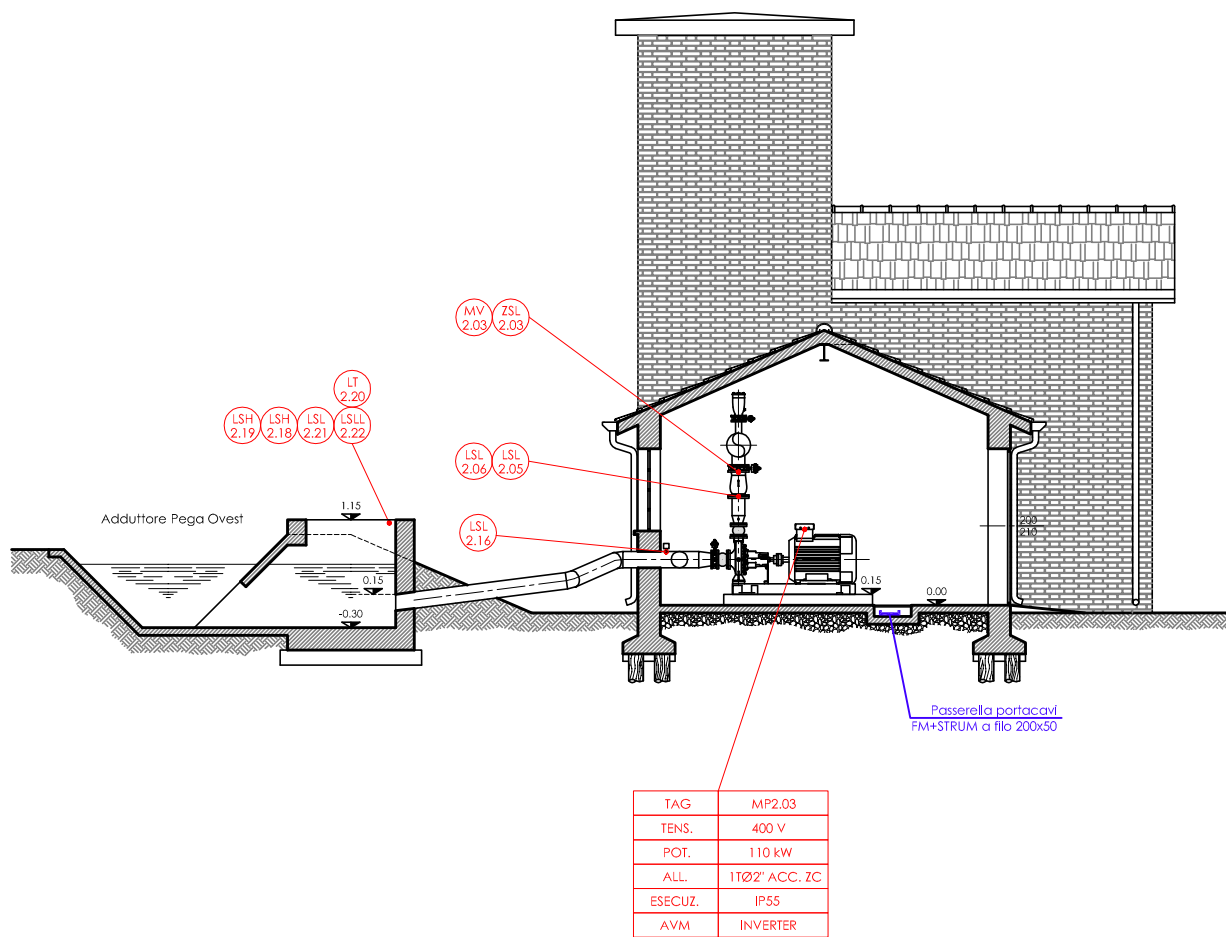 MV
2.03
ZSL
2.03
LT
2.20
LSH
2.19
LSH
2.18
LSL
2.21
LSLL
2.22
LSL
2.06
LSL
2.05
LSL
2.16
Adduttore Pega Ovest
1.15
0.15
-0.30
0.15
0.00
200
210
Passerella portacavi
FM+STRUM a filo 200x50
TAG MP2.03
TENS. 400 V
POT. 110 kW
ALL. 1TØ2" ACC. ZC
ESECUZ. IP55
AVM INVERTER